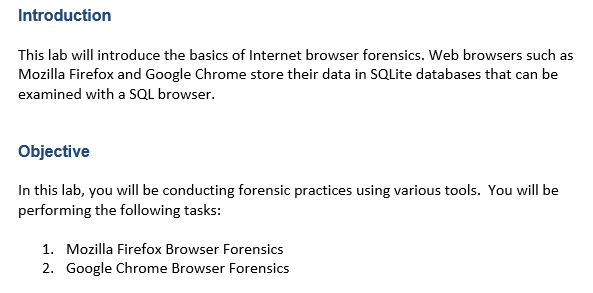 Introduction
This lab will introduce the basics of Internet browser forensics. Web browsers such as
Mozilla Firefox and Google Chrome store their data in SQLite databases that can be
examined with a SQL browser.
Objective
In this lab, you will be conducting forensic practices using various tools.  You will be
performing the following tasks:
1. Mozilla Firefox Browser Forensics
2. Google Chrome Browser Forensics